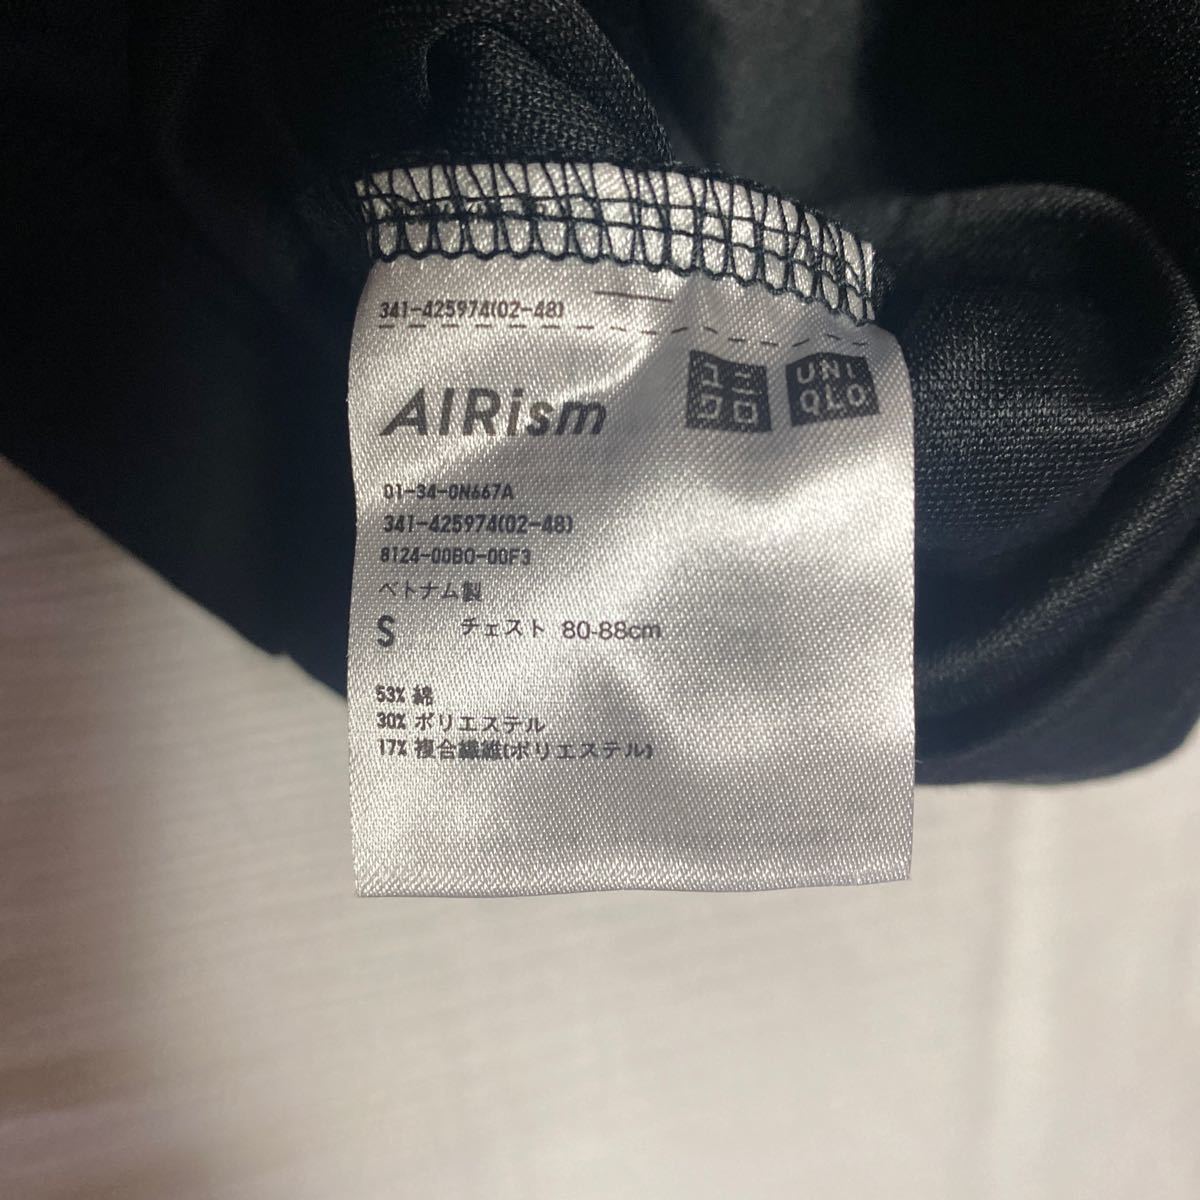 341-425974(02-48)
AIRism
ユニ
クロ
UNI
QLO
01-34-0N667A
341-425974(02-48)
8124-00B0-00F3
ベトナム製
S チェスト 80-88cm
53% 綿
30% ポリエステル
17% 複合繊維(ポリエステル)